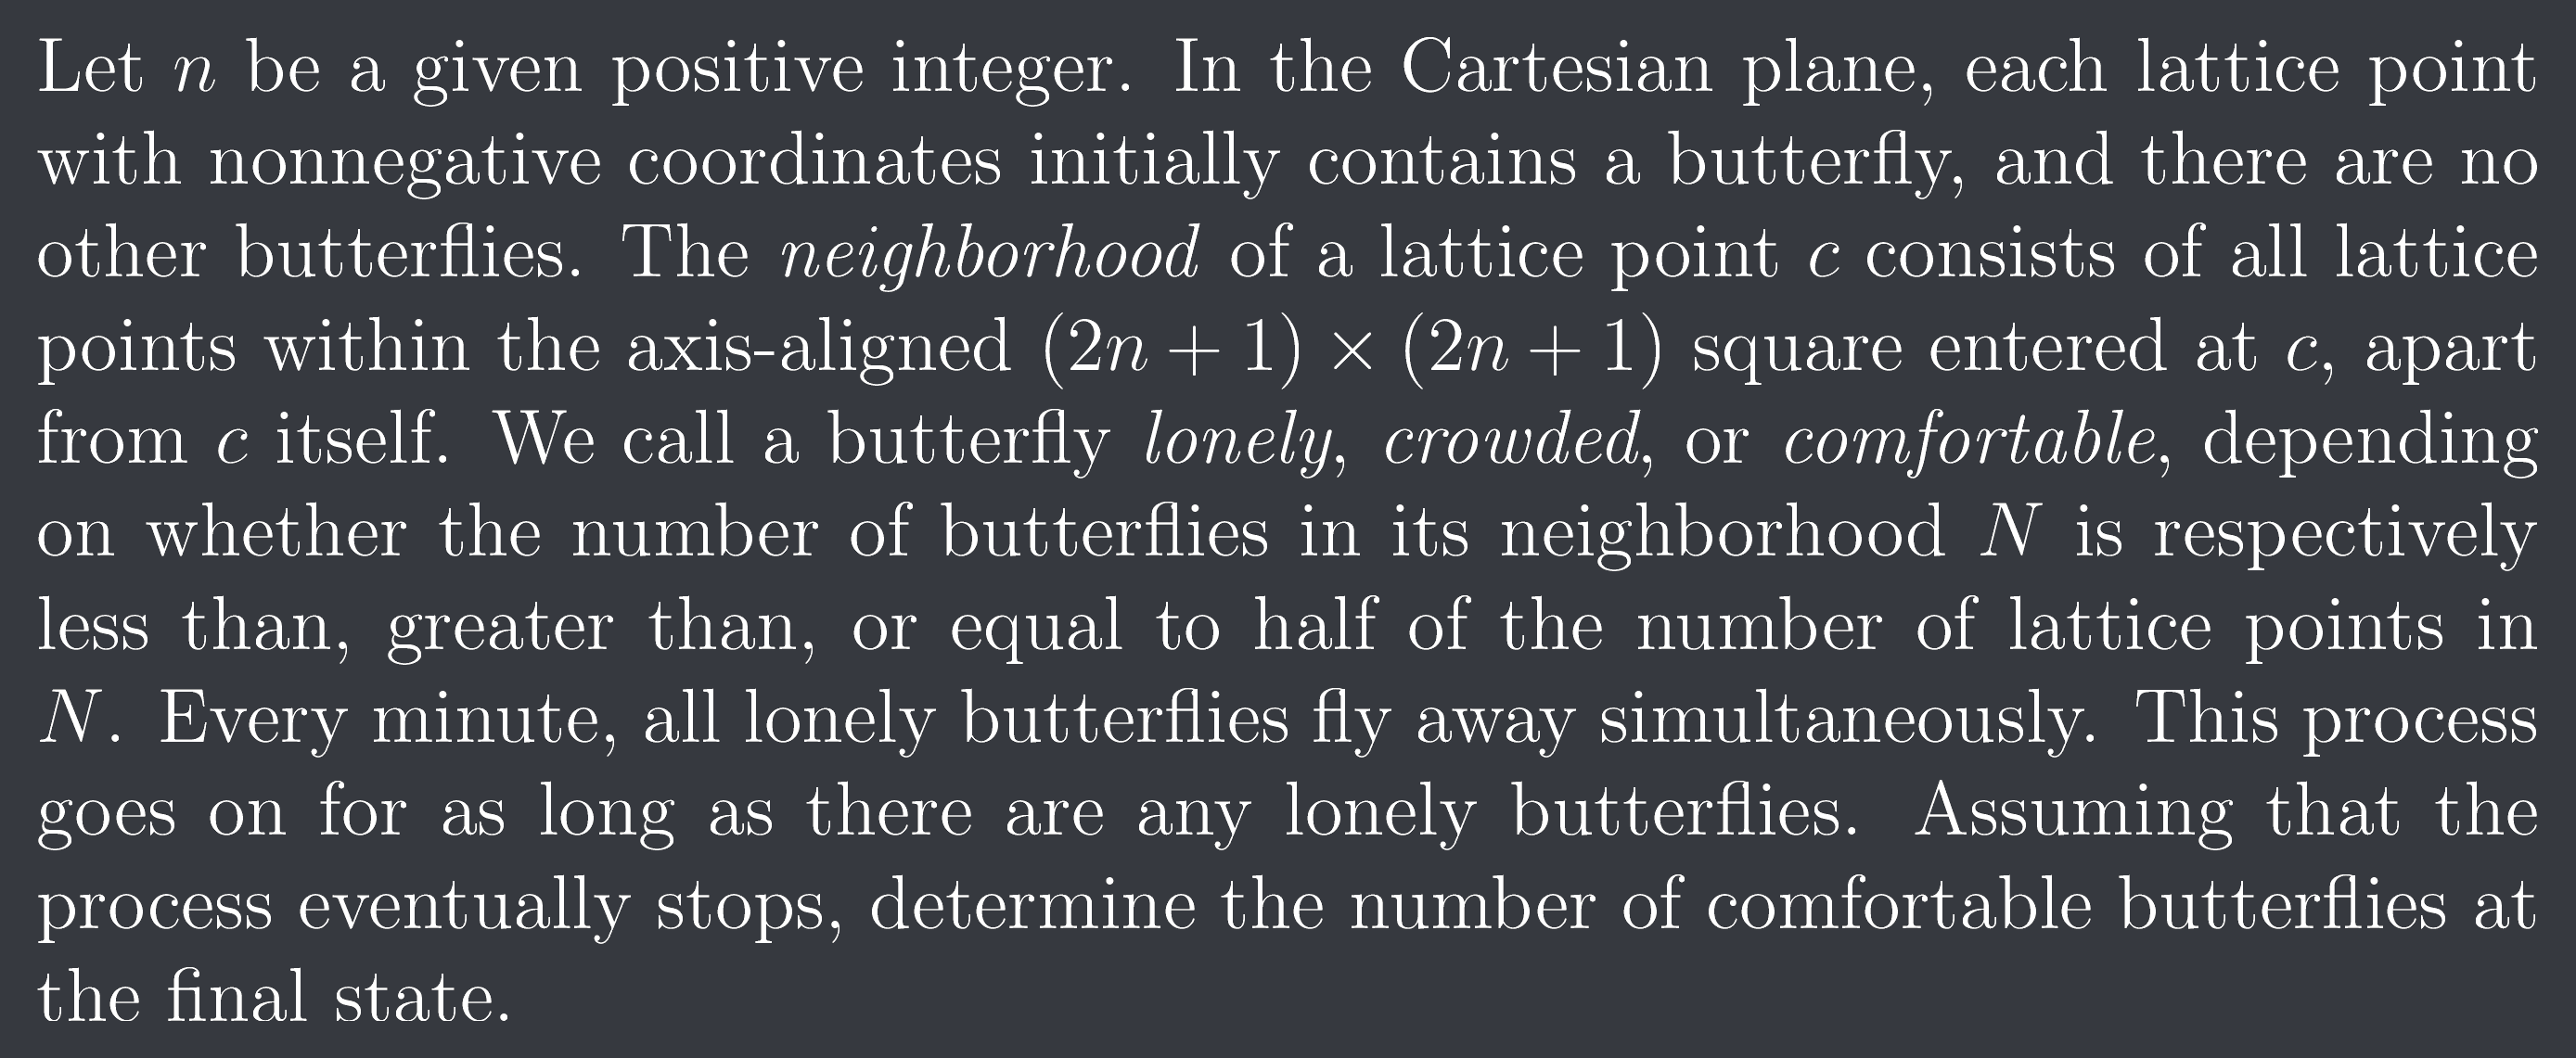 Let n be a given positive integer. In the Cartesian plane, each lattice point
with nonnegative coordinates initially contains a butterfly, and there are no
other butterflies. The neighborhood of a lattice point c consists of all lattice
points within the axis-aligned (2n + 1) × (2n + 1) square entered at c, apart
from c itself. We call a butterfly lonely, crowded, or comfortable, depending
on whether the number of butterflies in its neighborhood N is respectively
less than, greater than, or equal to half of the number of lattice points in
N. Every minute, all lonely butterflies fly away simultaneously. This process
goes on for as long as there are any lonely butterflies. Assuming that the
process eventually stops, determine the number of comfortable butterflies at
the final state.